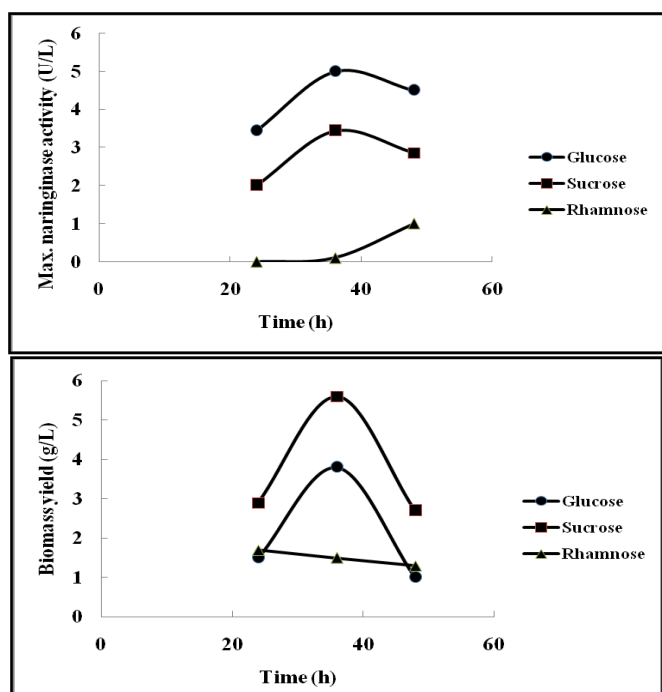 6
5
4
3
2
1
0
Max. naringinase activity (U/L)
0 20 40 60
Time (h)
Glucose
Sucrose
Rhamnose
6
5
4
3
2
1
0
Biomass yield (g/L)
0 20 40 60
Time (h)
Glucose
Sucrose
Rhamnose